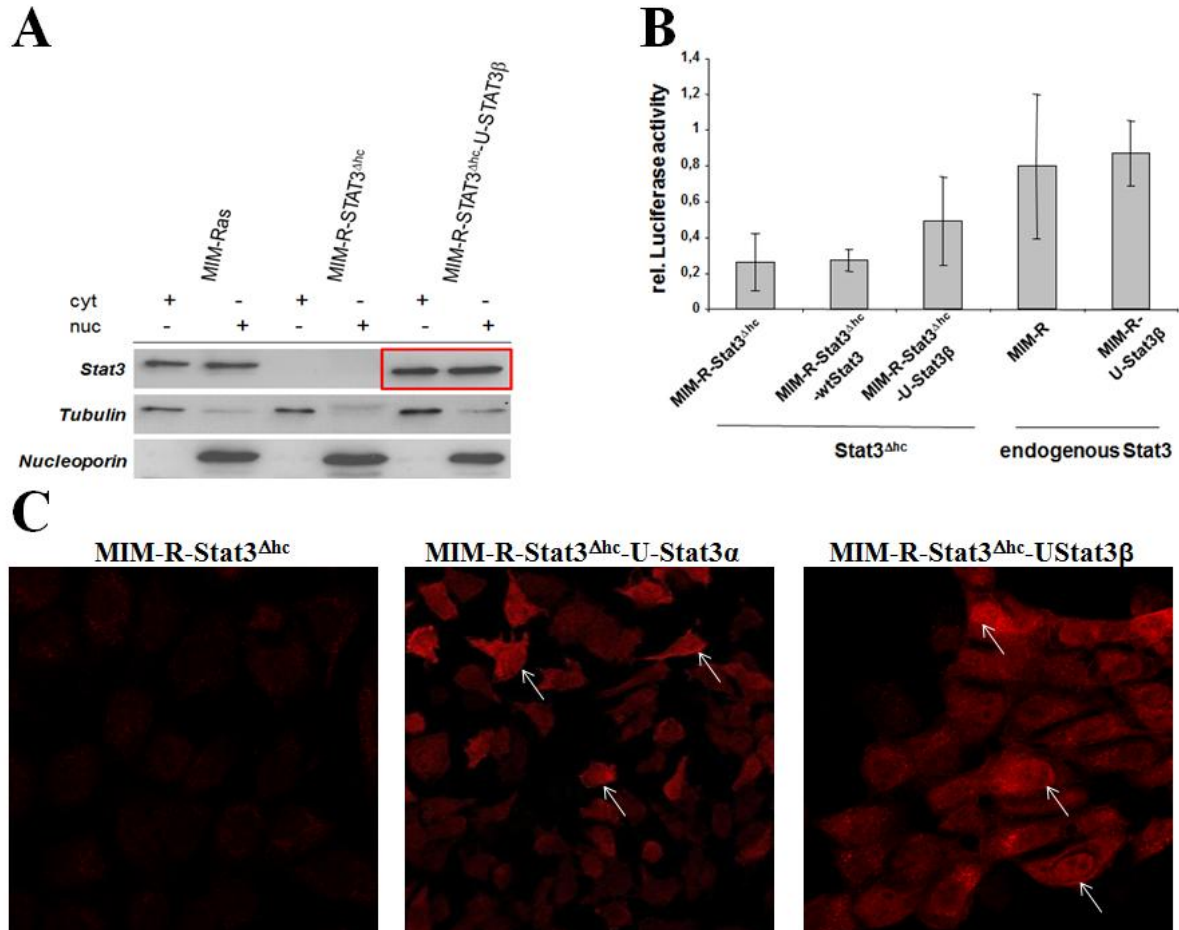 A
MIM-Ras
MIM-R-STAT3Δhc
MIM-R-STAT3Δhc-U-STAT3β
cyt + - + - + -
nuc - + - + - +
Stat3
Tubulin
Nucleoporin
B
rel. Luciferase activity
1,4
1,2
1
0,8
0,6
0,4
0,2
0
MIM-R-Stat3Δhc
MIM-R-Stat3Δhc
-wtStat3
MIM-R-Stat3Δhc
-U-Stat3β
MIM-R
MIM-R-
U-Stat3β
Stat3Δhc
endogenous Stat3
C
MIM-R-Stat3Δhc
MIM-R-Stat3Δhc-U-Stat3α
MIM-R-Stat3Δhc-UStat3β